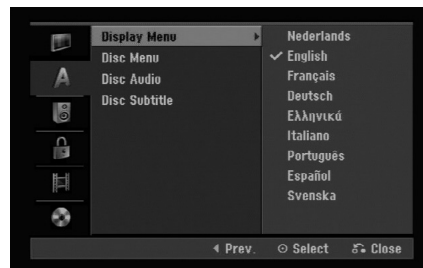 A
Display Menu
Disc Menu
Disc Audio
Disc Subtitle
Nederlands
English
Français
Deutsch
Ελληνικά
Italiano
Português
Español
Svenska
Prev.
Select
Close